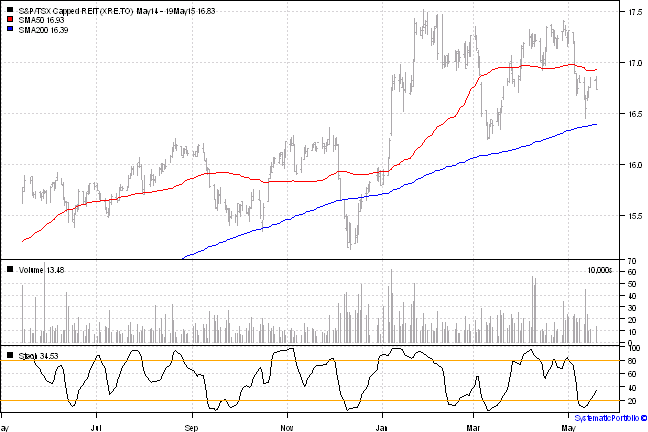 S&P/TSX Capped REIT(XRE.TO) May14 - 19May15 16.83
SMA50 16.93
SMA200 16.39
17.5
17.0
16.5
16.0
15.5
Volume 13.48
10,000s
70
60
50
40
30
20
10
0
Stoch 34.53
100
80
60
40
20
ay
Jul
Sep
Nov
Jan
Mar
May
SystematicPortfolio ©